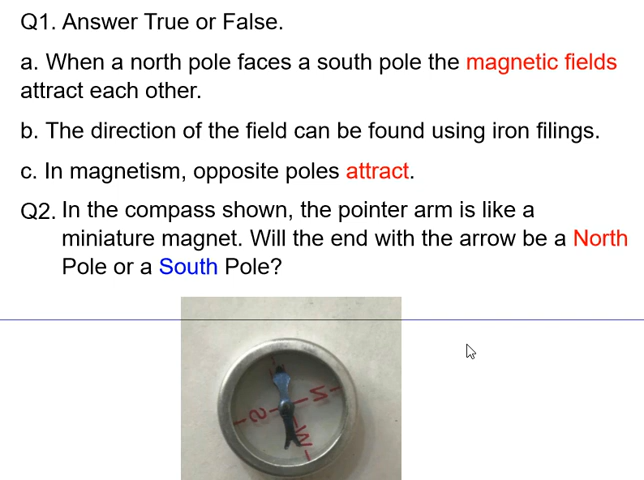 Q1. Answer True or False.
a. When a north pole faces a south pole the magnetic fields
attract each other.
b. The direction of the field can be found using iron filings.
c. In magnetism, opposite poles attract.
Q2. In the compass shown, the pointer arm is like a
miniature magnet. Will the end with the arrow be a North
Pole or a South Pole?
N
S
W